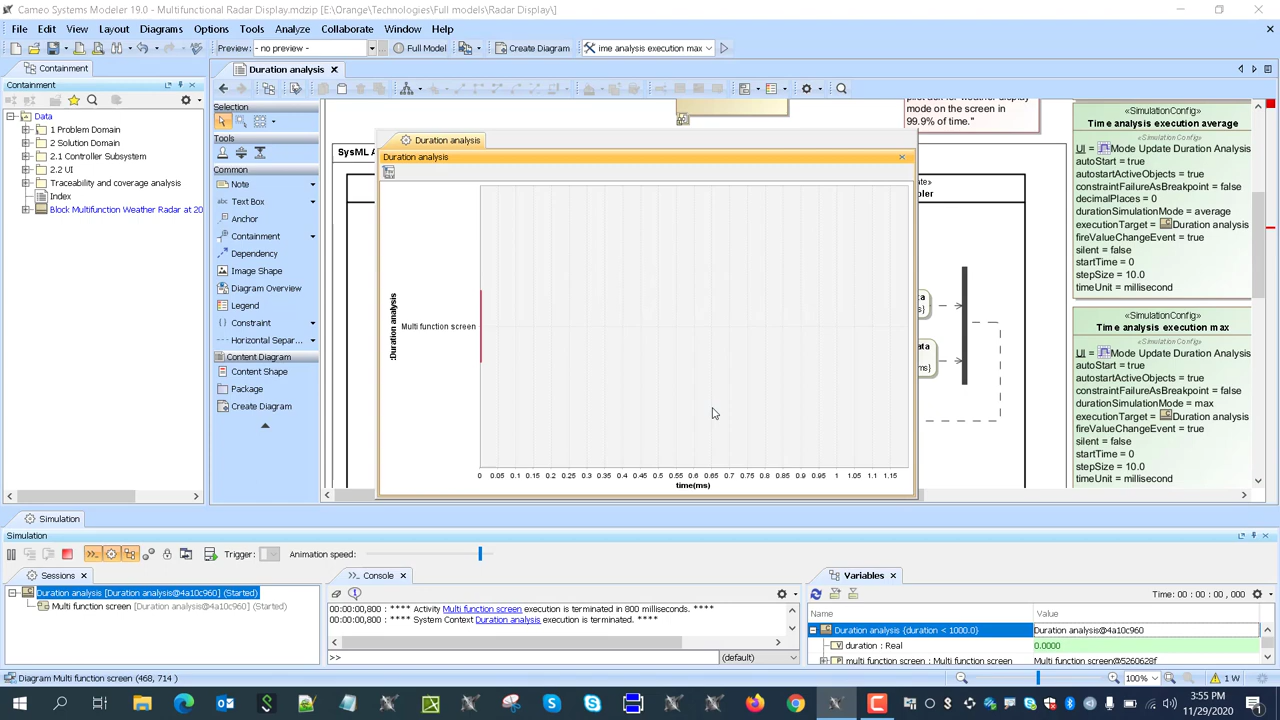 Cameo Systems Modeler 19.0 - Multifunctional Radar Display.mdzip [E:\Orange\Technologies\Full models\Radar Display\]
File Edit View Layout Diagrams Options Tools Analyze Collaborate Window Help
Preview: - no preview - Full Model Create Diagram ime analysis execution max
Containment
Containment
Data
1 Problem Domain
2 Solution Domain
2.1 Controller Subsystem
2.2 UI
Traceability and coverage analysis
Index
Block Multifunction Weather Radar at 20
Duration analysis
Selection
Tools
Common
Note
Text Box
Anchor
Containment
Dependency
Image Shape
Diagram Overview
Legend
Constraint
Horizontal Separ...
Content Diagram
Content Shape
Package
Create Diagram
mode on the screen in
99.9% of time."
SysML A
Duration analysis
Duration analysis
Duration analysis
Multi function screen
0 0.05 0.1 0.15 0.2 0.25 0.3 0.35 0.4 0.45 0.5 0.55 0.6 0.65 0.7 0.75 0.8 0.85 0.9 0.95 1 1.05 1.1 1.15
time(ms)
«SimulationConfig»
Time analysis execution average
«SimulationConfig»
UI = Mode Update Duration Analysis
autoStart = true
autostartActiveObjects = true
constraintFailureAsBreakpoint = false
decimalPlaces = 0
durationSimulationMode = average
executionTarget = Duration analysis
fireValueChangeEvent = true
silent = false
startTime = 0
stepSize = 10.0
timeUnit = millisecond
«SimulationConfig»
Time analysis execution max
«SimulationConfig»
UI = Mode Update Duration Analysis
autoStart = true
autostartActiveObjects = true
constraintFailureAsBreakpoint = false
durationSimulationMode = max
executionTarget = Duration analysis
fireValueChangeEvent = true
silent = false
startTime = 0
stepSize = 10.0
timeUnit = millisecond
Simulation
Simulation
Trigger: Animation speed:
Sessions
Duration analysis [Duration analysis@4a10c960] (Started)
Multi function screen [Duration analysis@4a10c960] (Started)
Console
00:00:00,800 : **** Activity Multi function screen execution is terminated in 800 milliseconds. ****
00:00:00,800 : **** System Context Duration analysis execution is terminated. ****
>> (default)
Variables
Time: 00 : 00 : 00 , 000
Name Value
Duration analysis {duration < 1000.0} Duration analysis@4a10c960
duration : Real 0.0000
multi function screen : Multi function screen Multi function screen@5260628f
Diagram Multi function screen (468, 714 )
100% 1 W
3:55 PM
11/29/2020